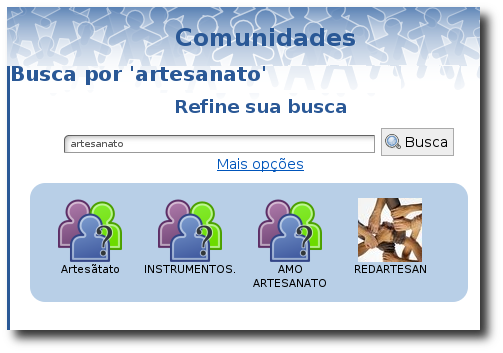 Comunidades
Busca por 'artesanato'
Refine sua busca
artesanato
Busca
Mais opções
Artesãtato
INSTRUMENTOS.
AMO
ARTESANATO
REDARTESAN